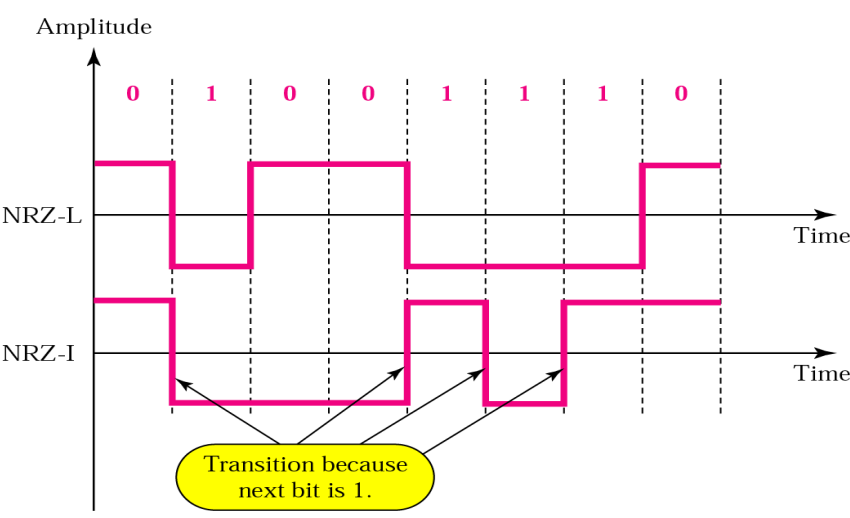 Amplitude
0 1 0 0 1 1 1 0
NRZ-L
Time
NRZ-I
Time
Transition because
next bit is 1.